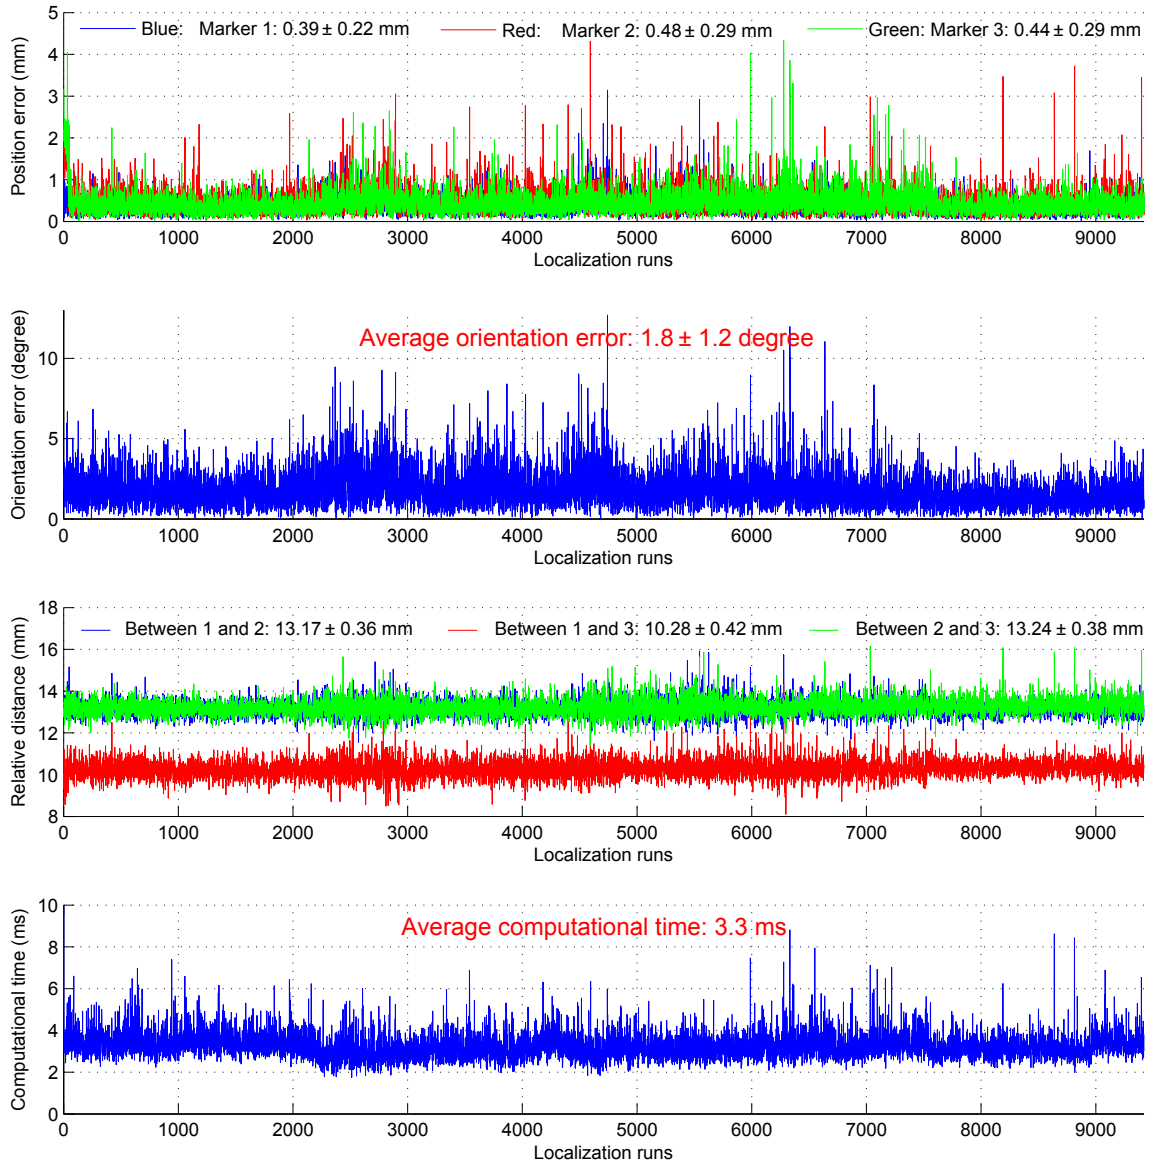 5
4
3
2
1
0
Position error (mm)
Blue: Marker 1: 0.39 ± 0.22 mm
Red: Marker 2: 0.48 ± 0.29 mm
Green: Marker 3: 0.44 ± 0.29 mm
0 1000 2000 3000 4000 5000 6000 7000 8000 9000
Localization runs
10
5
0
Orientation error (degree)
Average orientation error: 1.8 ± 1.2 degree
0 1000 2000 3000 4000 5000 6000 7000 8000 9000
Localization runs
18
16
14
12
10
8
Relative distance (mm)
Between 1 and 2: 13.17 ± 0.36 mm
Between 1 and 3: 10.28 ± 0.42 mm
Between 2 and 3: 13.24 ± 0.38 mm
0 1000 2000 3000 4000 5000 6000 7000 8000 9000
Localization runs
10
8
6
4
2
0
Computational time (ms)
Average computational time: 3.3 ms
0 1000 2000 3000 4000 5000 6000 7000 8000 9000
Localization runs